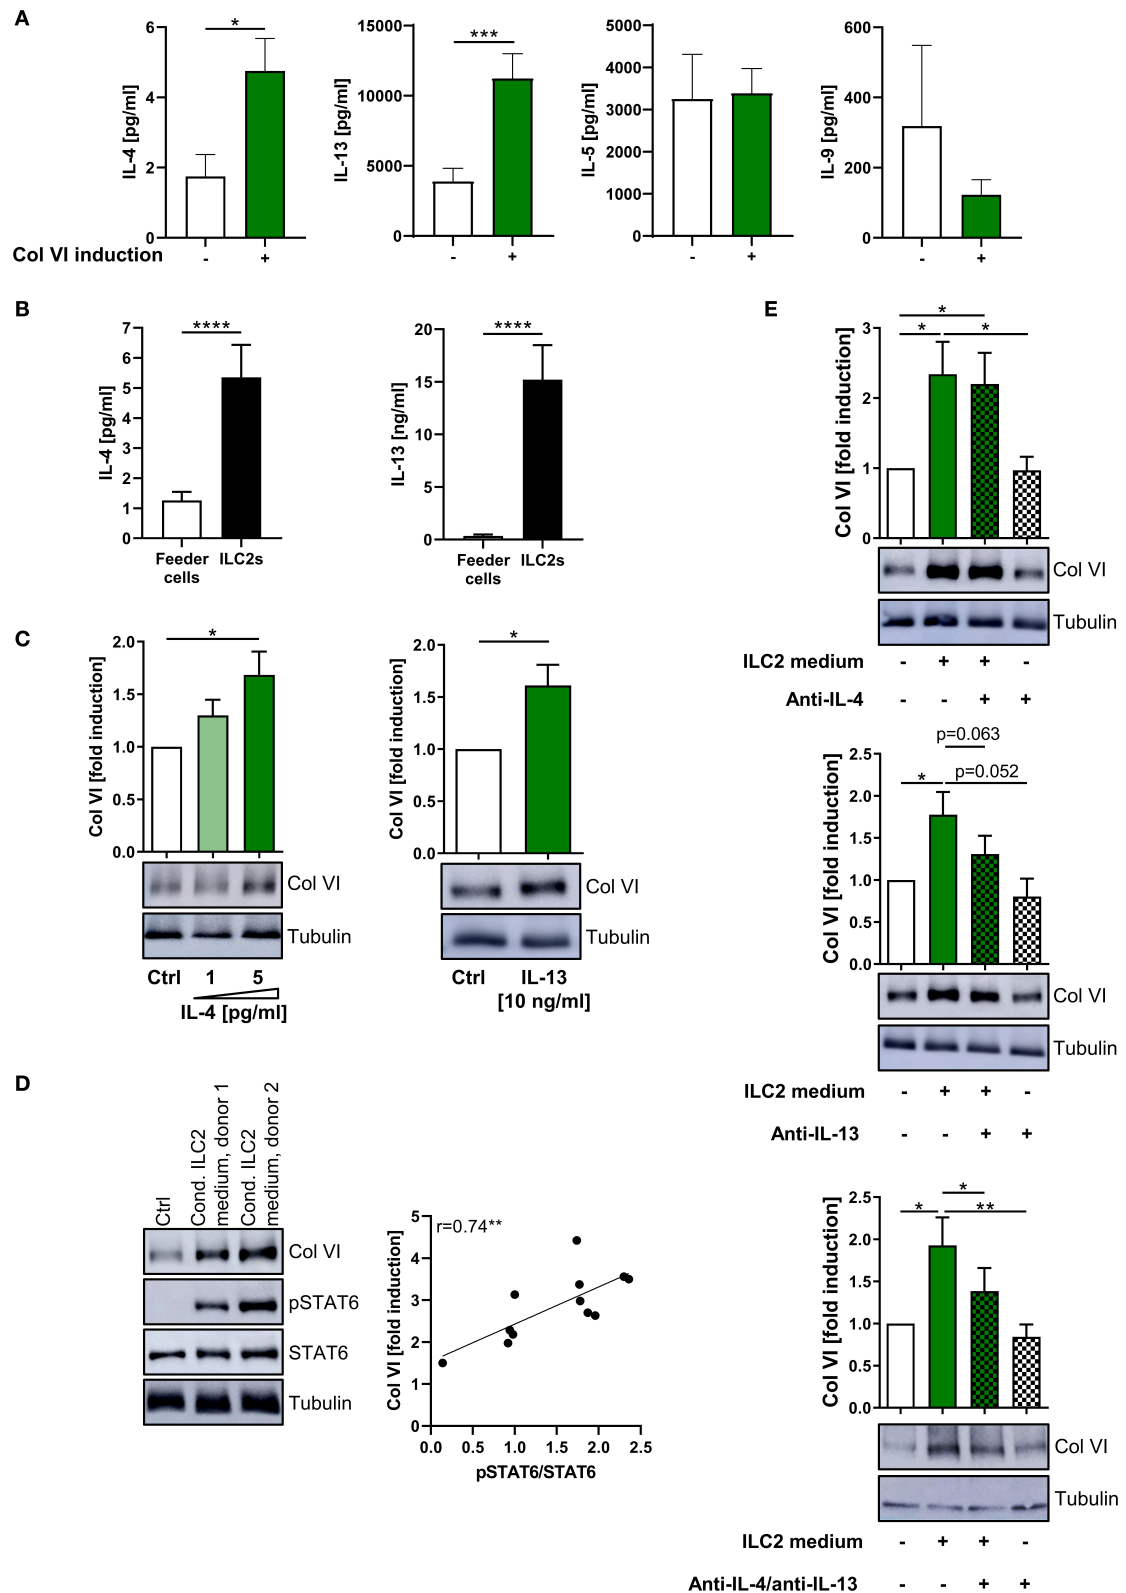 A
IL-4 [pg/ml]
6
4
2
0
*
IL-13 [pg/ml]
15000
10000
5000
0
***
IL-5 [pg/ml]
5000
4000
3000
2000
1000
0
IL-9 [pg/ml]
600
400
200
0
Col VI induction - + - + - + - +
B
IL-4 [pg/ml]
7
6
5
4
3
2
1
0
****
Feeder ILC2s
cells
IL-13 [ng/ml]
20
15
10
5
0
****
Feeder ILC2s
cells
C
Col VI [fold induction]
2.0
1.5
1.0
0.5
0.0
*
Col VI
Tubulin
Ctrl 1 5
IL-4 [pg/ml]
Col VI [fold induction]
2.0
1.5
1.0
0.5
0.0
*
Col VI
Tubulin
Ctrl IL-13
[10 ng/ml]
D
Ctrl
Cond. ILC2
medium, donor 1
Cond. ILC2
medium, donor 2
Col VI
pSTAT6
STAT6
Tubulin
Col VI [fold induction]
5
4
3
2
1
0
r=0.74**
0.0 0.5 1.0 1.5 2.0 2.5
pSTAT6/STAT6
E
Col VI [fold induction]
3
2
1
0
*
* *
Col VI
Tubulin
ILC2 medium - + + -
Anti-IL-4 - - + +
Col VI [fold induction]
2.5
2.0
1.5
1.0
0.5
0.0
p=0.063
* p=0.052
Col VI
Tubulin
ILC2 medium - + + -
Anti-IL-13 - - + +
Col VI [fold induction]
2.5
2.0
1.5
1.0
0.5
0.0
*
* **
Col VI
Tubulin
ILC2 medium - + + -
Anti-IL-4/anti-IL-13 - - + +